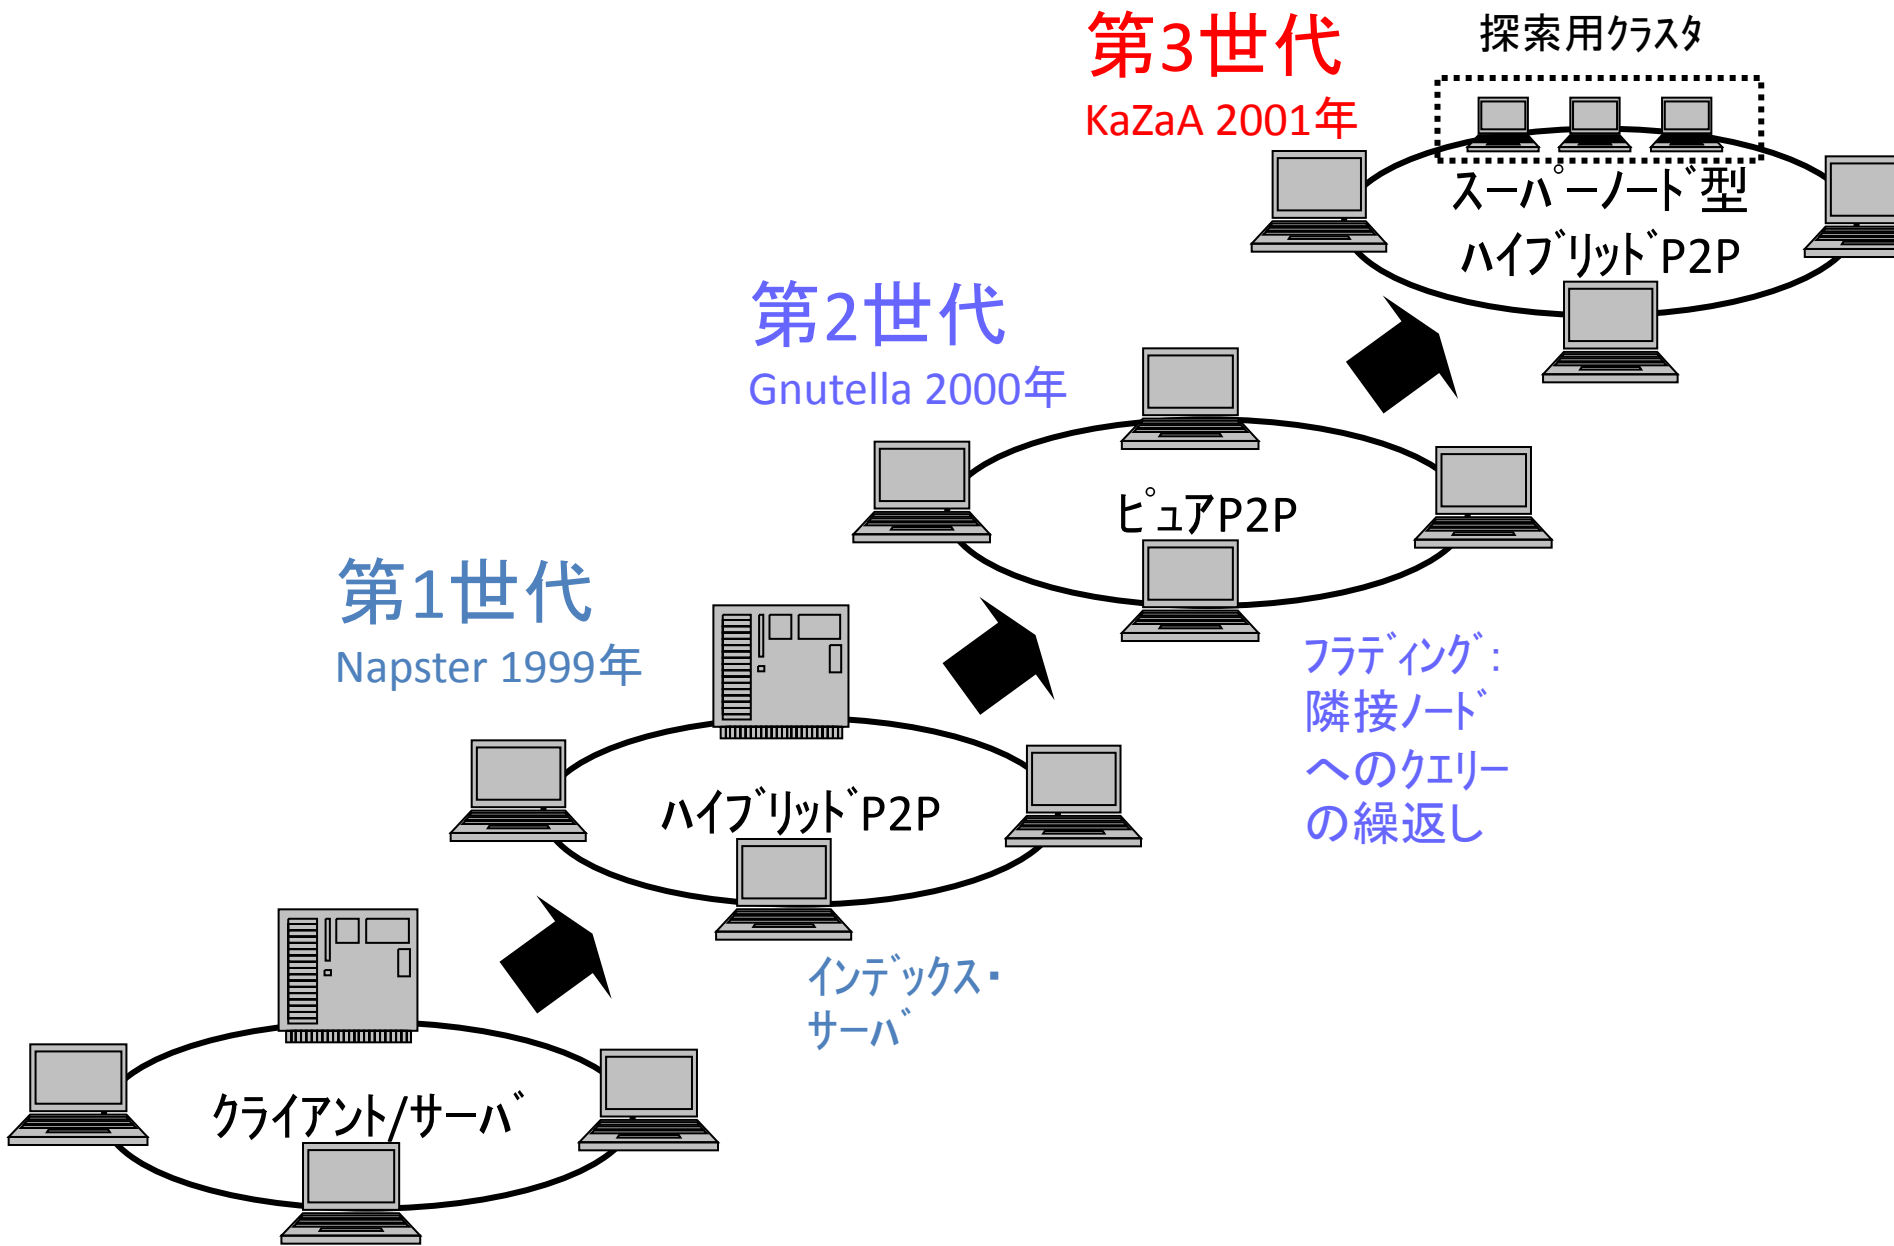 第3世代
KaZaA 2001年
探索用クラスタ
スーパーノード型
ハイブリッドP2P
第2世代
Gnutella 2000年
ピュアP2P
フラディング:
隣接ノード
へのクエリー
の繰返し
第1世代
Napster 1999年
ハイブリッドP2P
インデックス・
サーバ
クライアント/サーバ